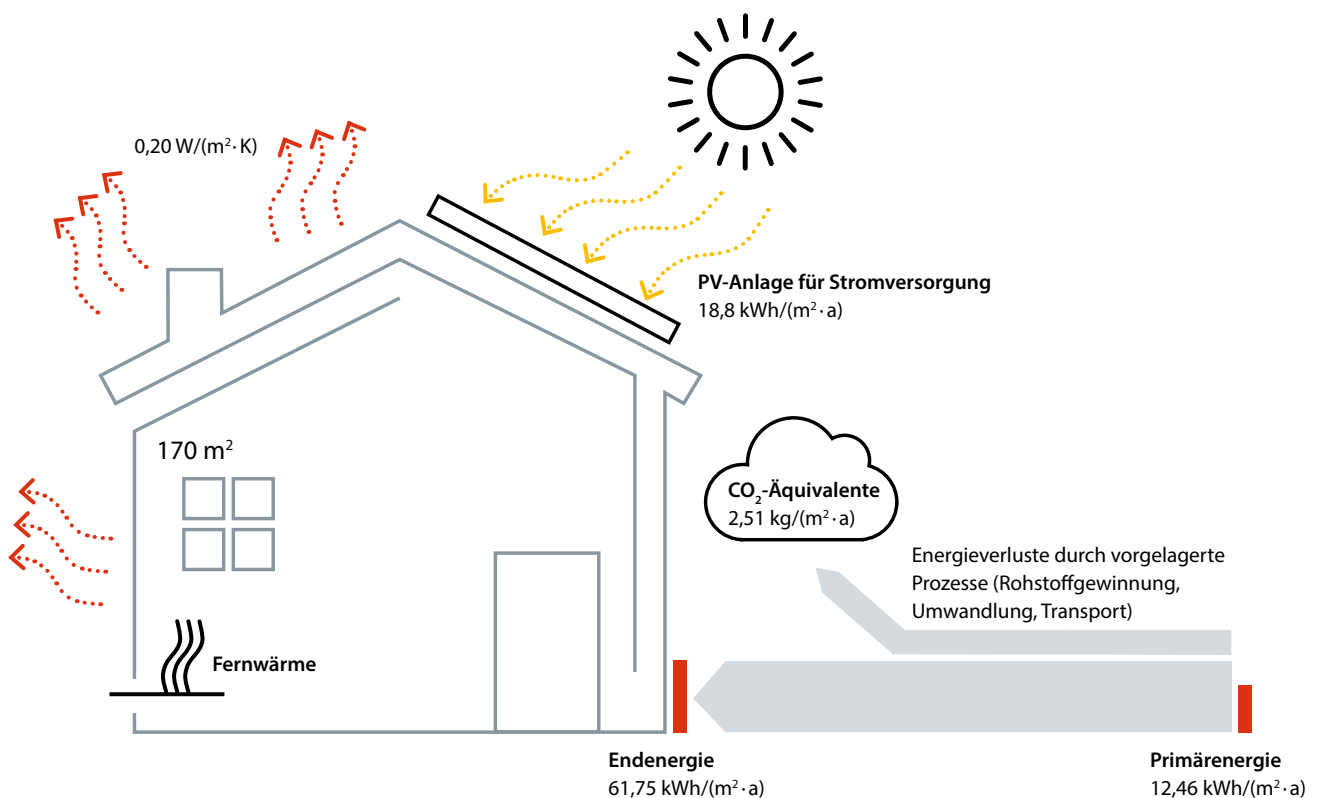 0,20 W/(m²·K)
PV-Anlage für Stromversorgung
18,8 kWh/(m²·a)
170 m²
CO₂-Äquivalente
2,51 kg/(m²·a)
Energieverluste durch vorgelagerte
Prozesse (Rohstoffgewinnung,
Umwandlung, Transport)
Fernwärme
Endenergie
61,75 kWh/(m²·a)
Primärenergie
12,46 kWh/(m²·a)